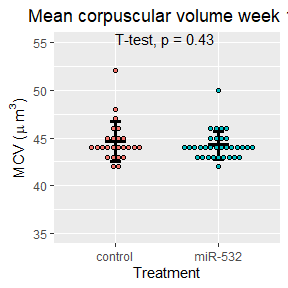 Mean corpuscular volume week
T-test, p = 0.43
MCV (μm³)
55
50
45
40
35
control
miR-532
Treatment